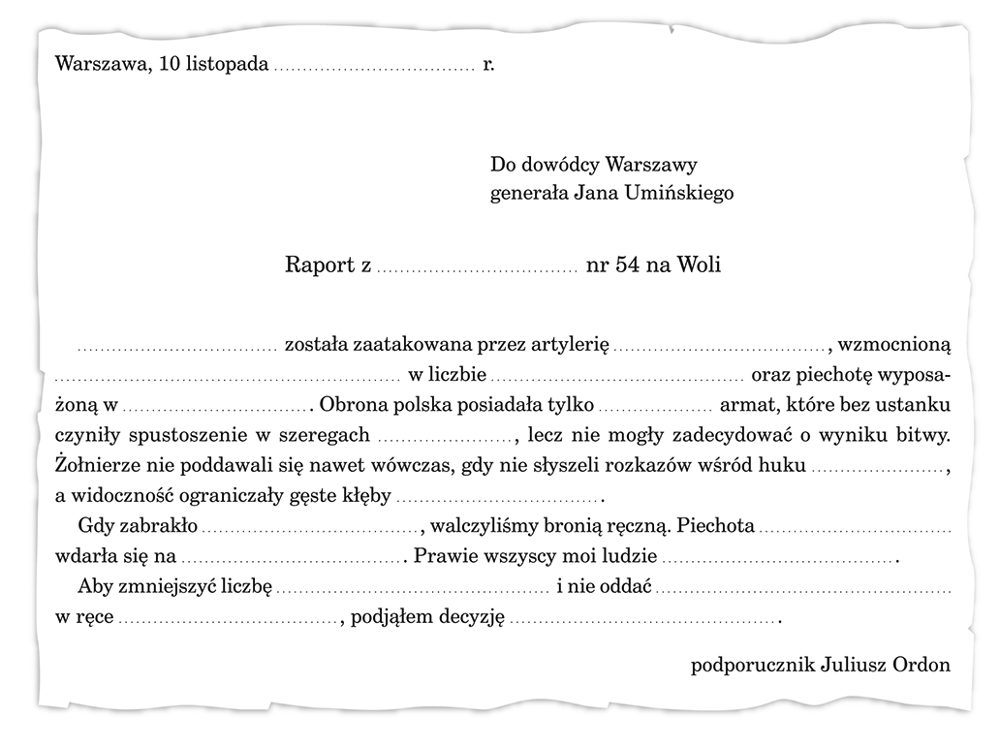 Warszawa, 10 listopada .................................. r.
Do dowódcy Warszawy
generała Jana Umińskiego
Raport z .................................. nr 54 na Woli
.................................. została zaatakowana przez artylerię ...................................., wzmocnioną
.......................................................... w liczbie ........................................... oraz piechotę wyposa-
żoną w ............................... . Obrona polska posiadała tylko ................... armat, które bez ustanku
czyniły spustoszenie w szeregach ......................., lecz nie mogły zadecydować o wyniku bitwy.
Żołnierze nie poddawali się nawet wówczas, gdy nie słyszeli rozkazów wśród huku ......................,
a widoczność ograniczały gęste kłęby .................................. .
Gdy zabrakło ....................................., walczyliśmy bronią ręczną. Piechota .................................
wdarła się na ..................................... . Prawie wszyscy moi ludzie ....................................... .
Aby zmniejszyć liczbę .............................................. i nie oddać ..................................................
w ręce ....................................., podjąłem decyzję ............................................. .
podporucznik Juliusz Ordon